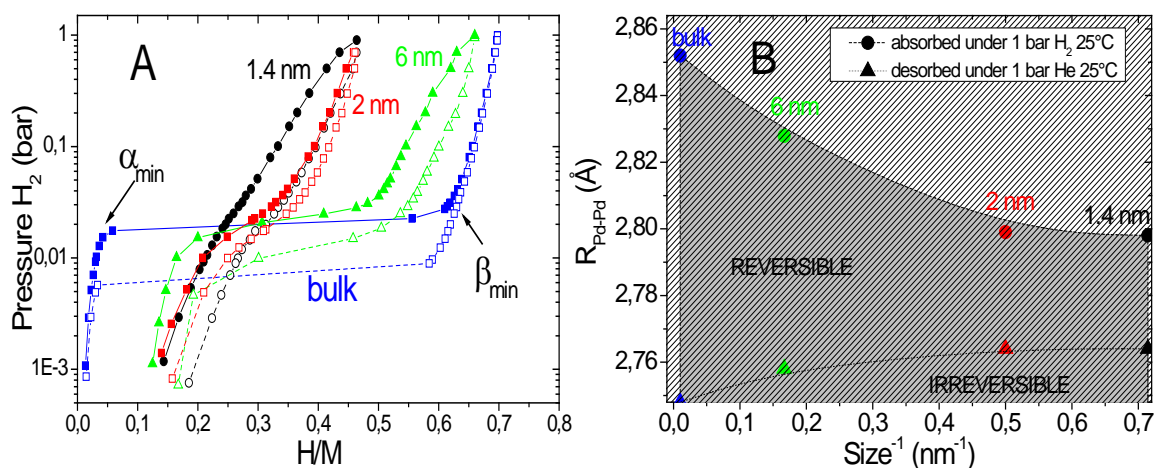 A
Pressure H2 (bar)
1
0,1
0,01
1E-3
αmin
1.4 nm
6 nm
2 nm
bulk
βmin
0,0 0,1 0,2 0,3 0,4 0,5 0,6 0,7 0,8
H/M
B
RPd-Pd (Å)
2,86
2,84
2,82
2,80
2,78
2,76
bulk
absorbed under 1 bar H2 25°C
desorbed under 1 bar He 25°C
6 nm
2 nm
1.4 nm
REVERSIBLE
IRREVERSIBLE
0,0 0,1 0,2 0,3 0,4 0,5 0,6 0,7
Size-1 (nm-1)